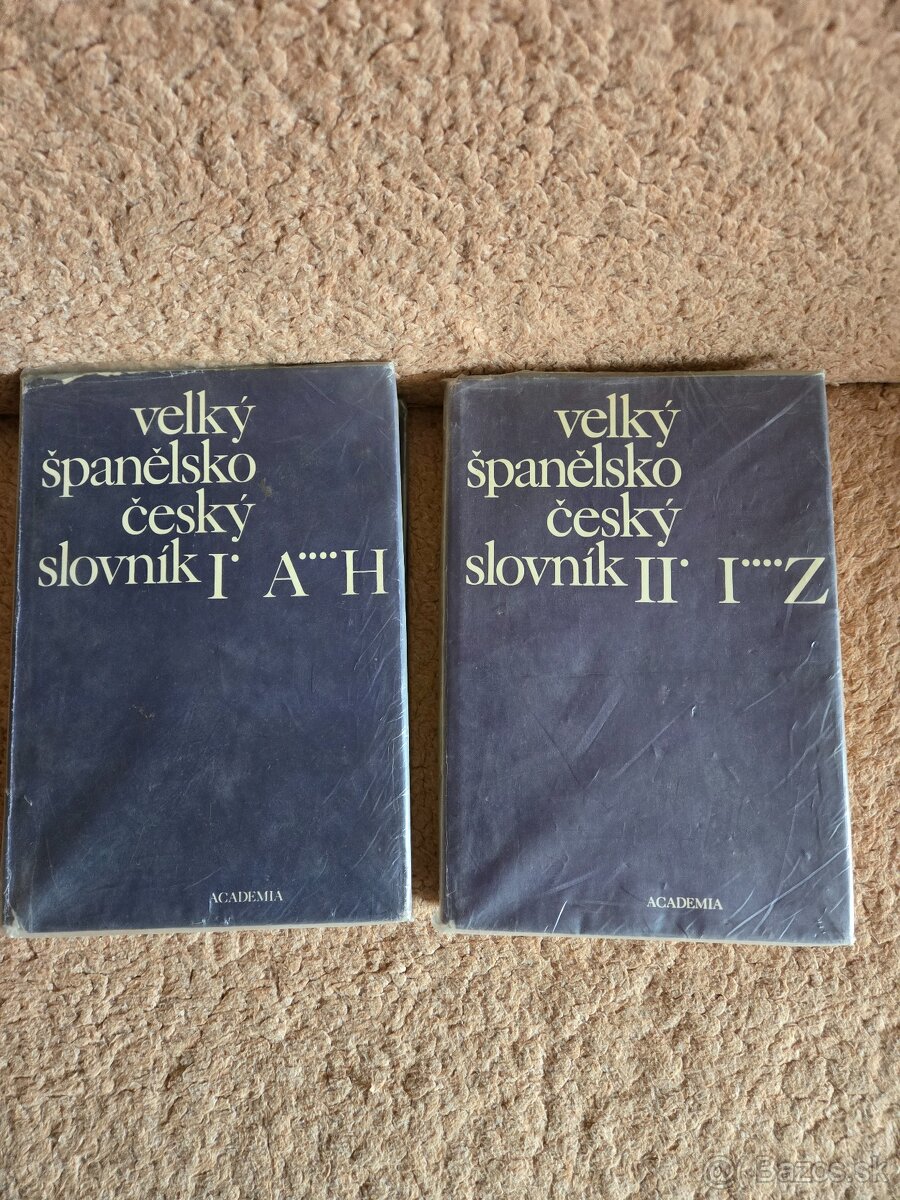 velký
španělsko
český
slovník I• A••••H
ACADEMIA
velký
španělsko
český
slovník II• I••••Z
ACADEMIA
Bazos.sk